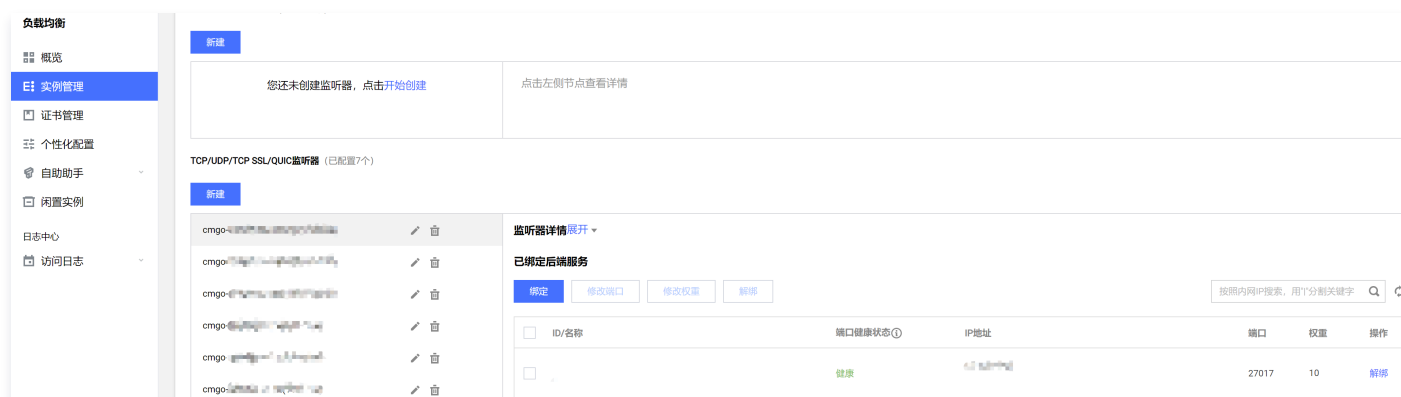 负载均衡
概览
实例管理
证书管理
个性化配置
自助助手
闲置实例
日志中心
访问日志
新建
您还未创建监听器，点击开始创建
点击左侧节点查看详情
TCP/UDP/TCP SSL/QUIC监听器（已配置7个）
新建
cmgo-
cmgo-
cmgo-
cmgo-
cmgo-
cmgo-
监听器详情展开
已绑定后端服务
绑定 修改端口 修改权重 解绑
按照内网IP搜索，用"|"分割关键字
ID/名称 端口健康状态 IP地址 端口 权重 操作
健康 27017 10 解绑